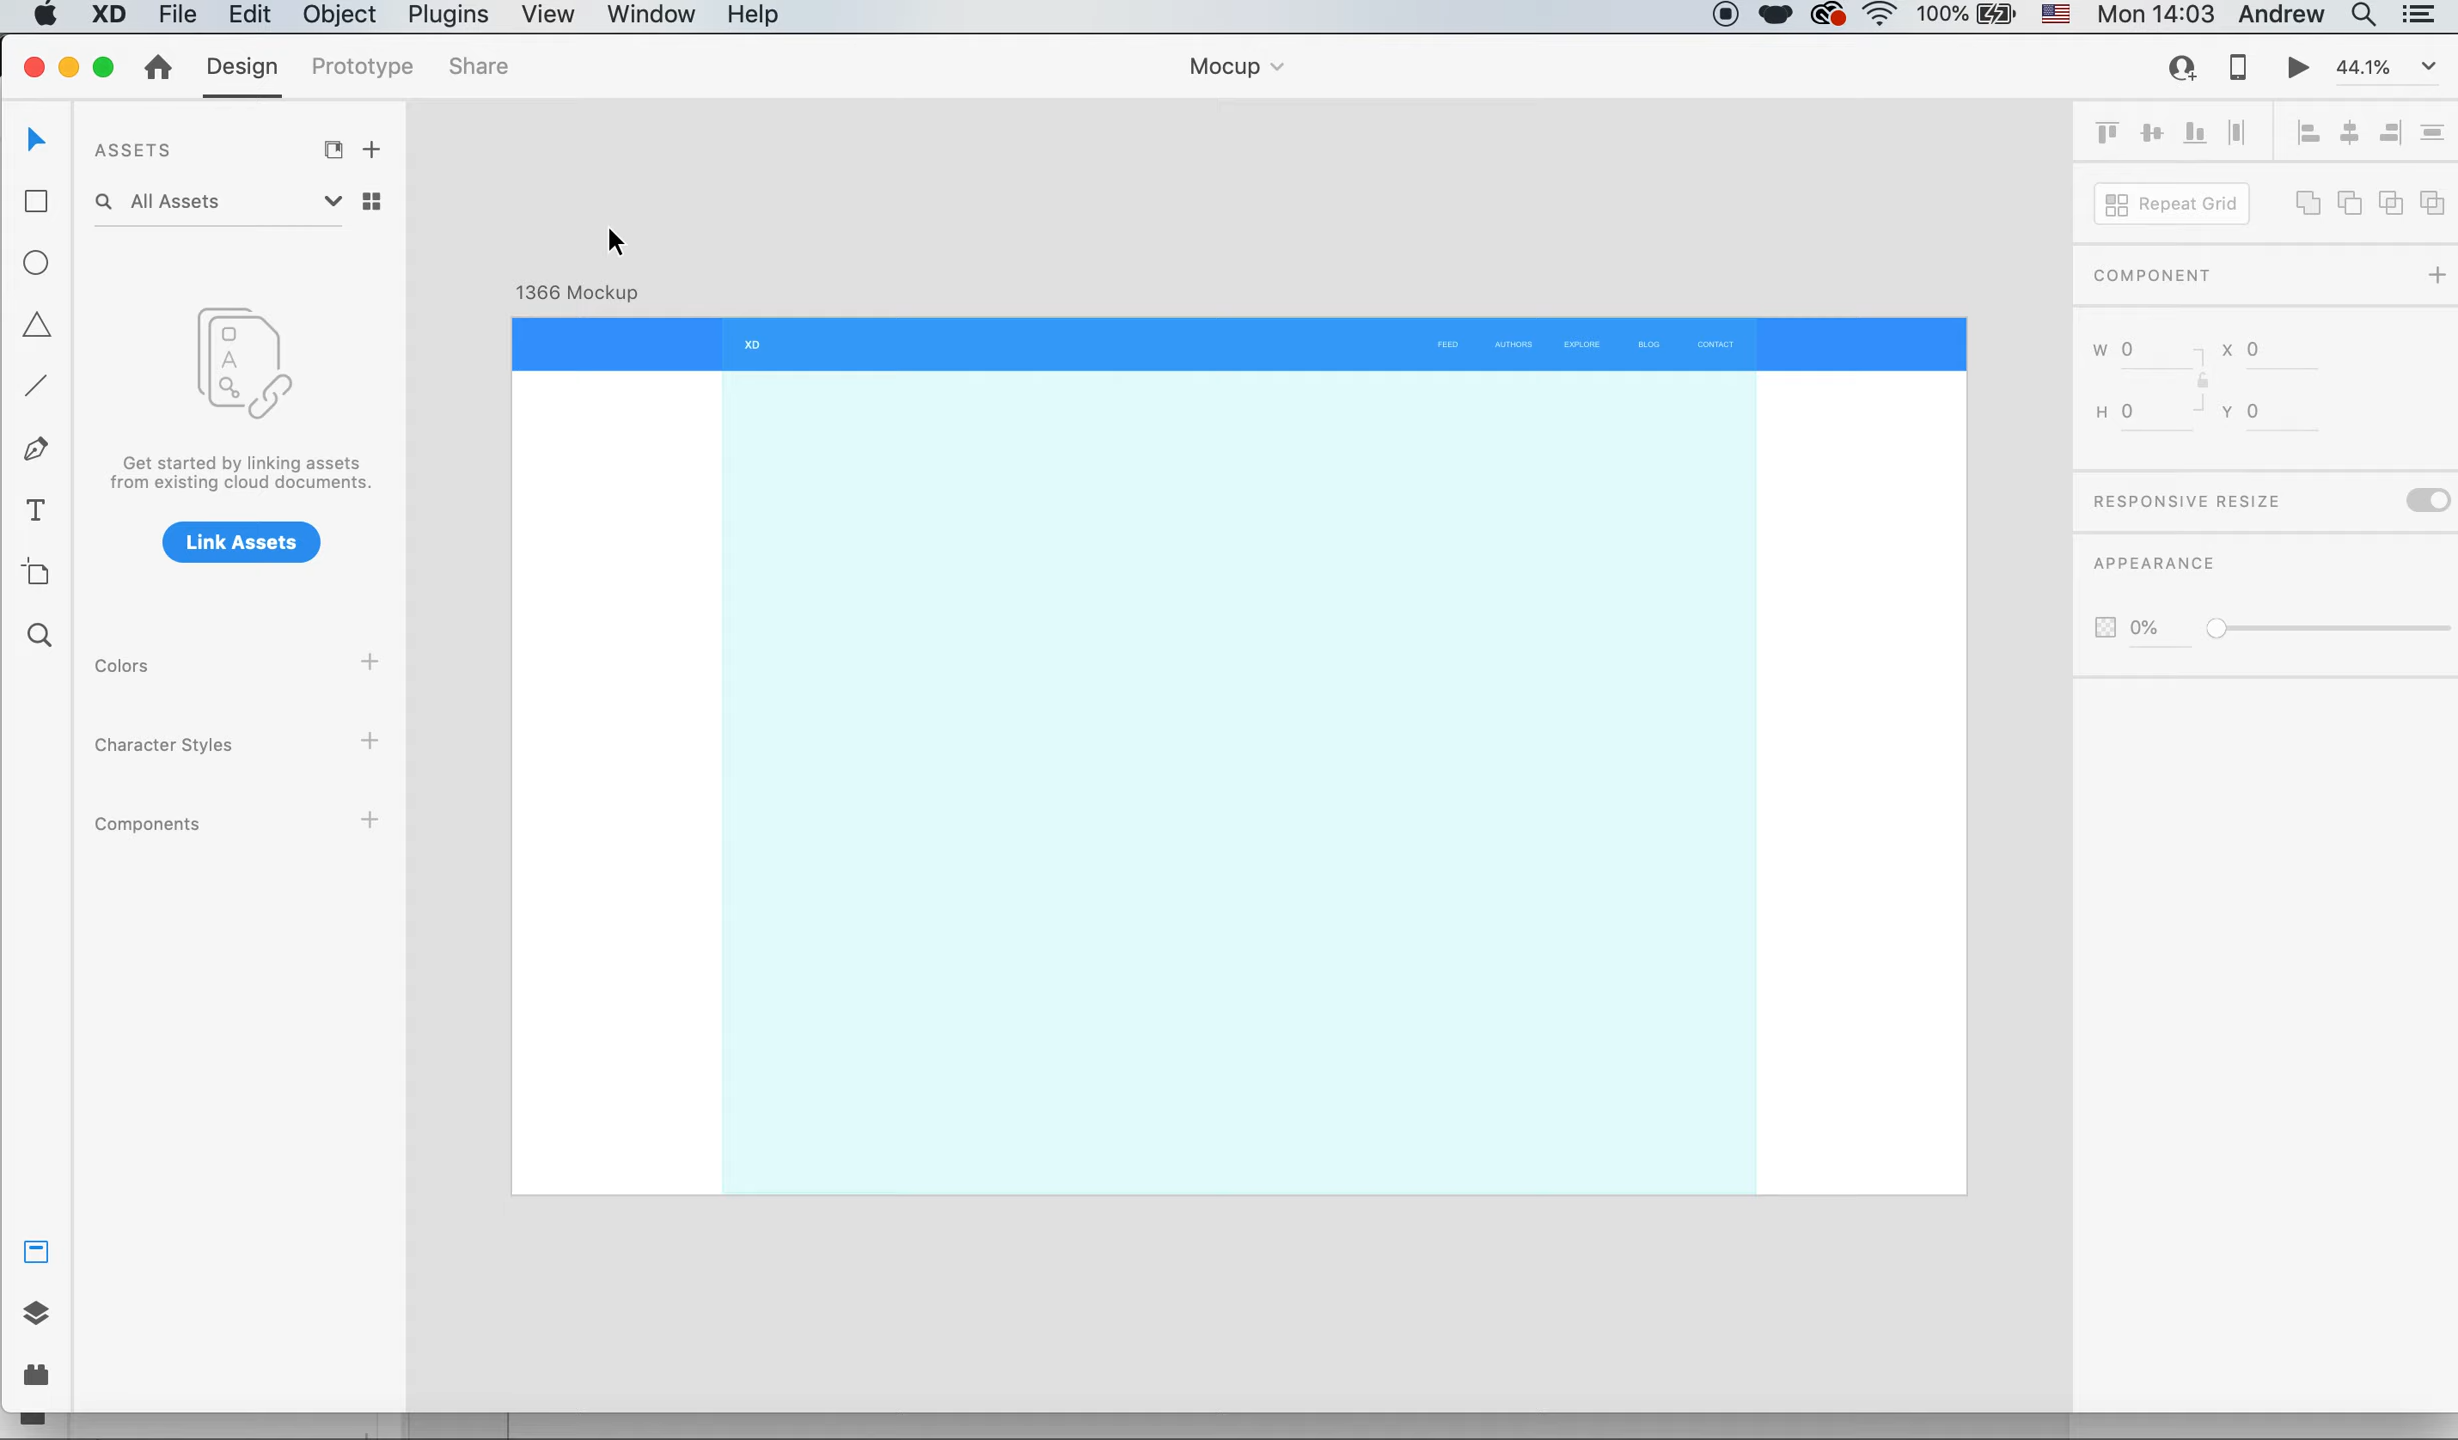 XD File Edit Object Plugins View Window Help 100% Mon 14:03 Andrew
Design Prototype Share Mocup 44.1%
ASSETS
All Assets
Get started by linking assets
from existing cloud documents.
Link Assets
Colors
Character Styles
Components
1366 Mockup
XD FEED AUTHORS EXPLORE BLOG CONTACT
Repeat Grid
COMPONENT
W 0 X 0
H 0 Y 0
RESPONSIVE RESIZE
APPEARANCE
0%